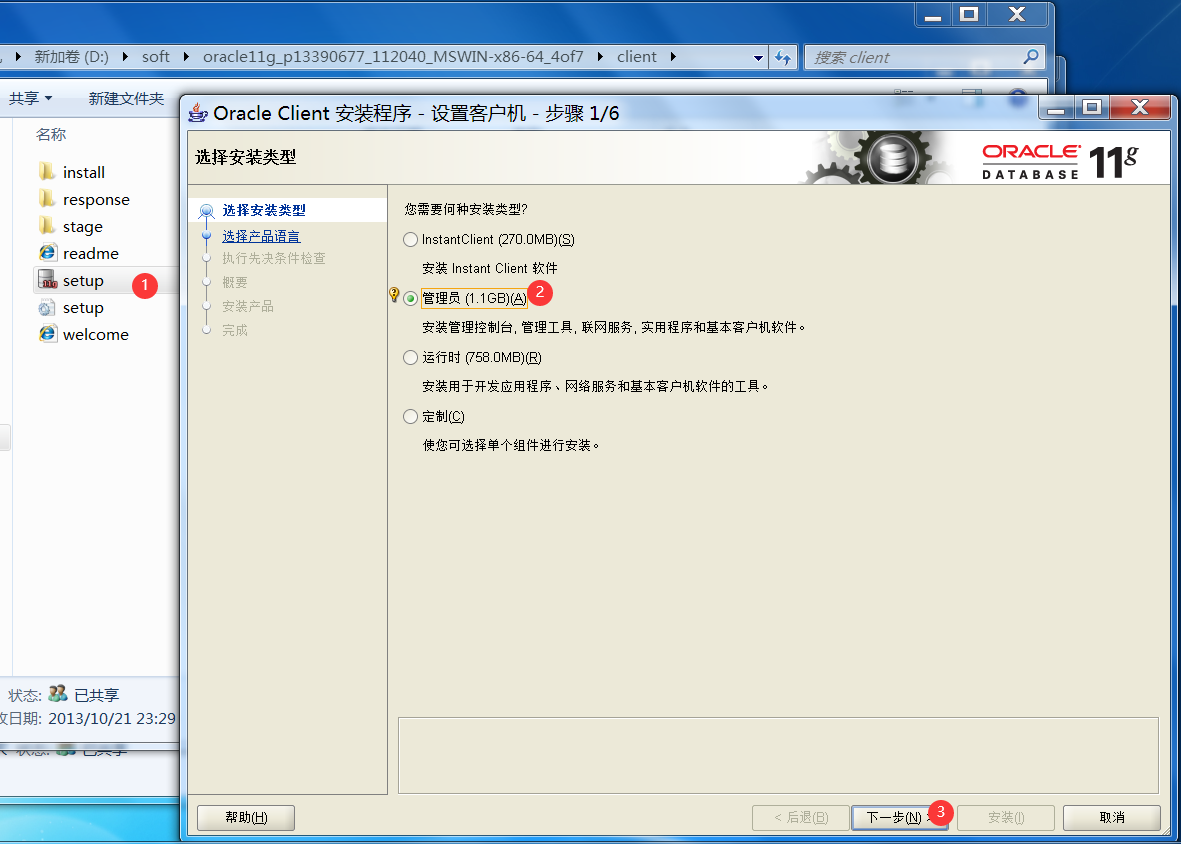 新加卷 (D:) soft oracle11g_p13390677_112040_MSWIN-x86-64_4of7 client
搜索 client
共享 新建文件夹
名称
install
response
stage
readme
setup
1
setup
welcome
状态: 已共享
改日期: 2013/10/21 23:29
状态: 已共享
Oracle Client 安装程序 - 设置客户机 - 步骤 1/6
选择安装类型
ORACLE
DATABASE
11g
选择安装类型
选择产品语言
执行先决条件检查
概要
安装产品
完成
您需要何种安装类型?
InstantClient (270.0MB)(S)
安装 Instant Client 软件
管理员 (1.1GB)(A)
2
安装管理控制台, 管理工具, 联网服务, 实用程序和基本客户机软件。
运行时 (758.0MB)(R)
安装用于开发应用程序、网络服务和基本客户机软件的工具。
定制(C)
使您可选择单个组件进行安装。
帮助(H)
< 后退(B)
下一步(N) >
3
安装(I)
取消